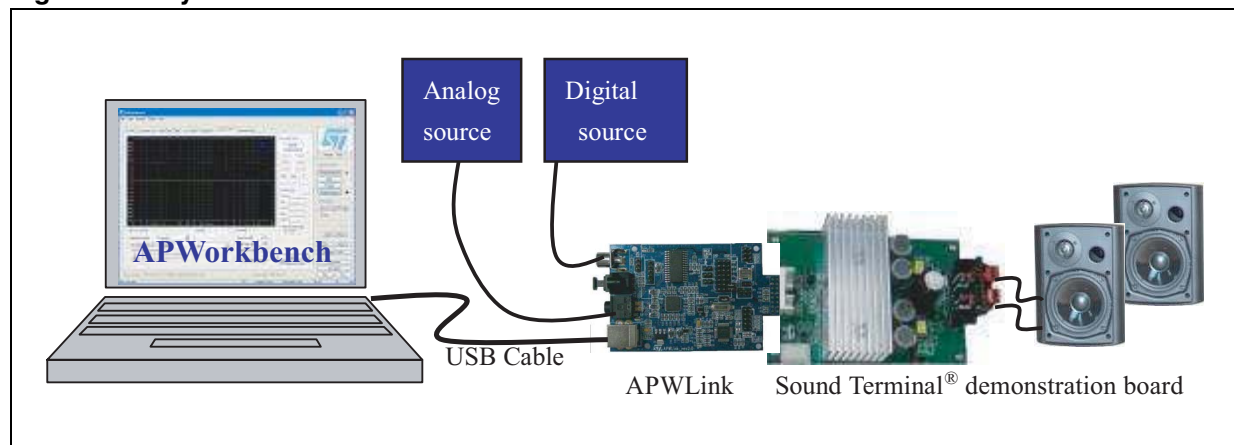 Analog
source
Digital
source
APWorkbench
USB Cable
APWLink
Sound Terminal® demonstration board